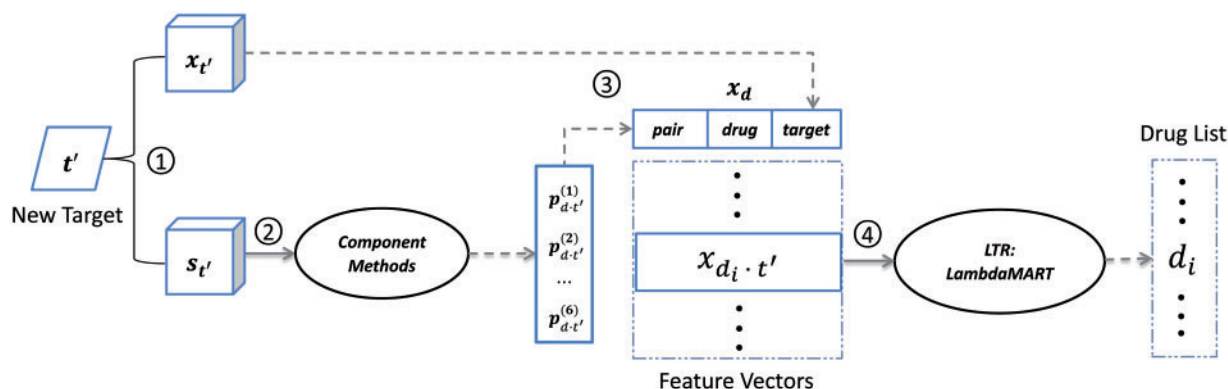 x_{t'}
③
x_d
pair drug target
Drug List
t'
①
New Target
p^{(1)}_{d·t'}
p^{(2)}_{d·t'}
...
p^{(6)}_{d·t'}
s_{t'}
②
Component
Methods
x_{d_i · t'}
④
LTR:
LambdaMART
d_i
Feature Vectors